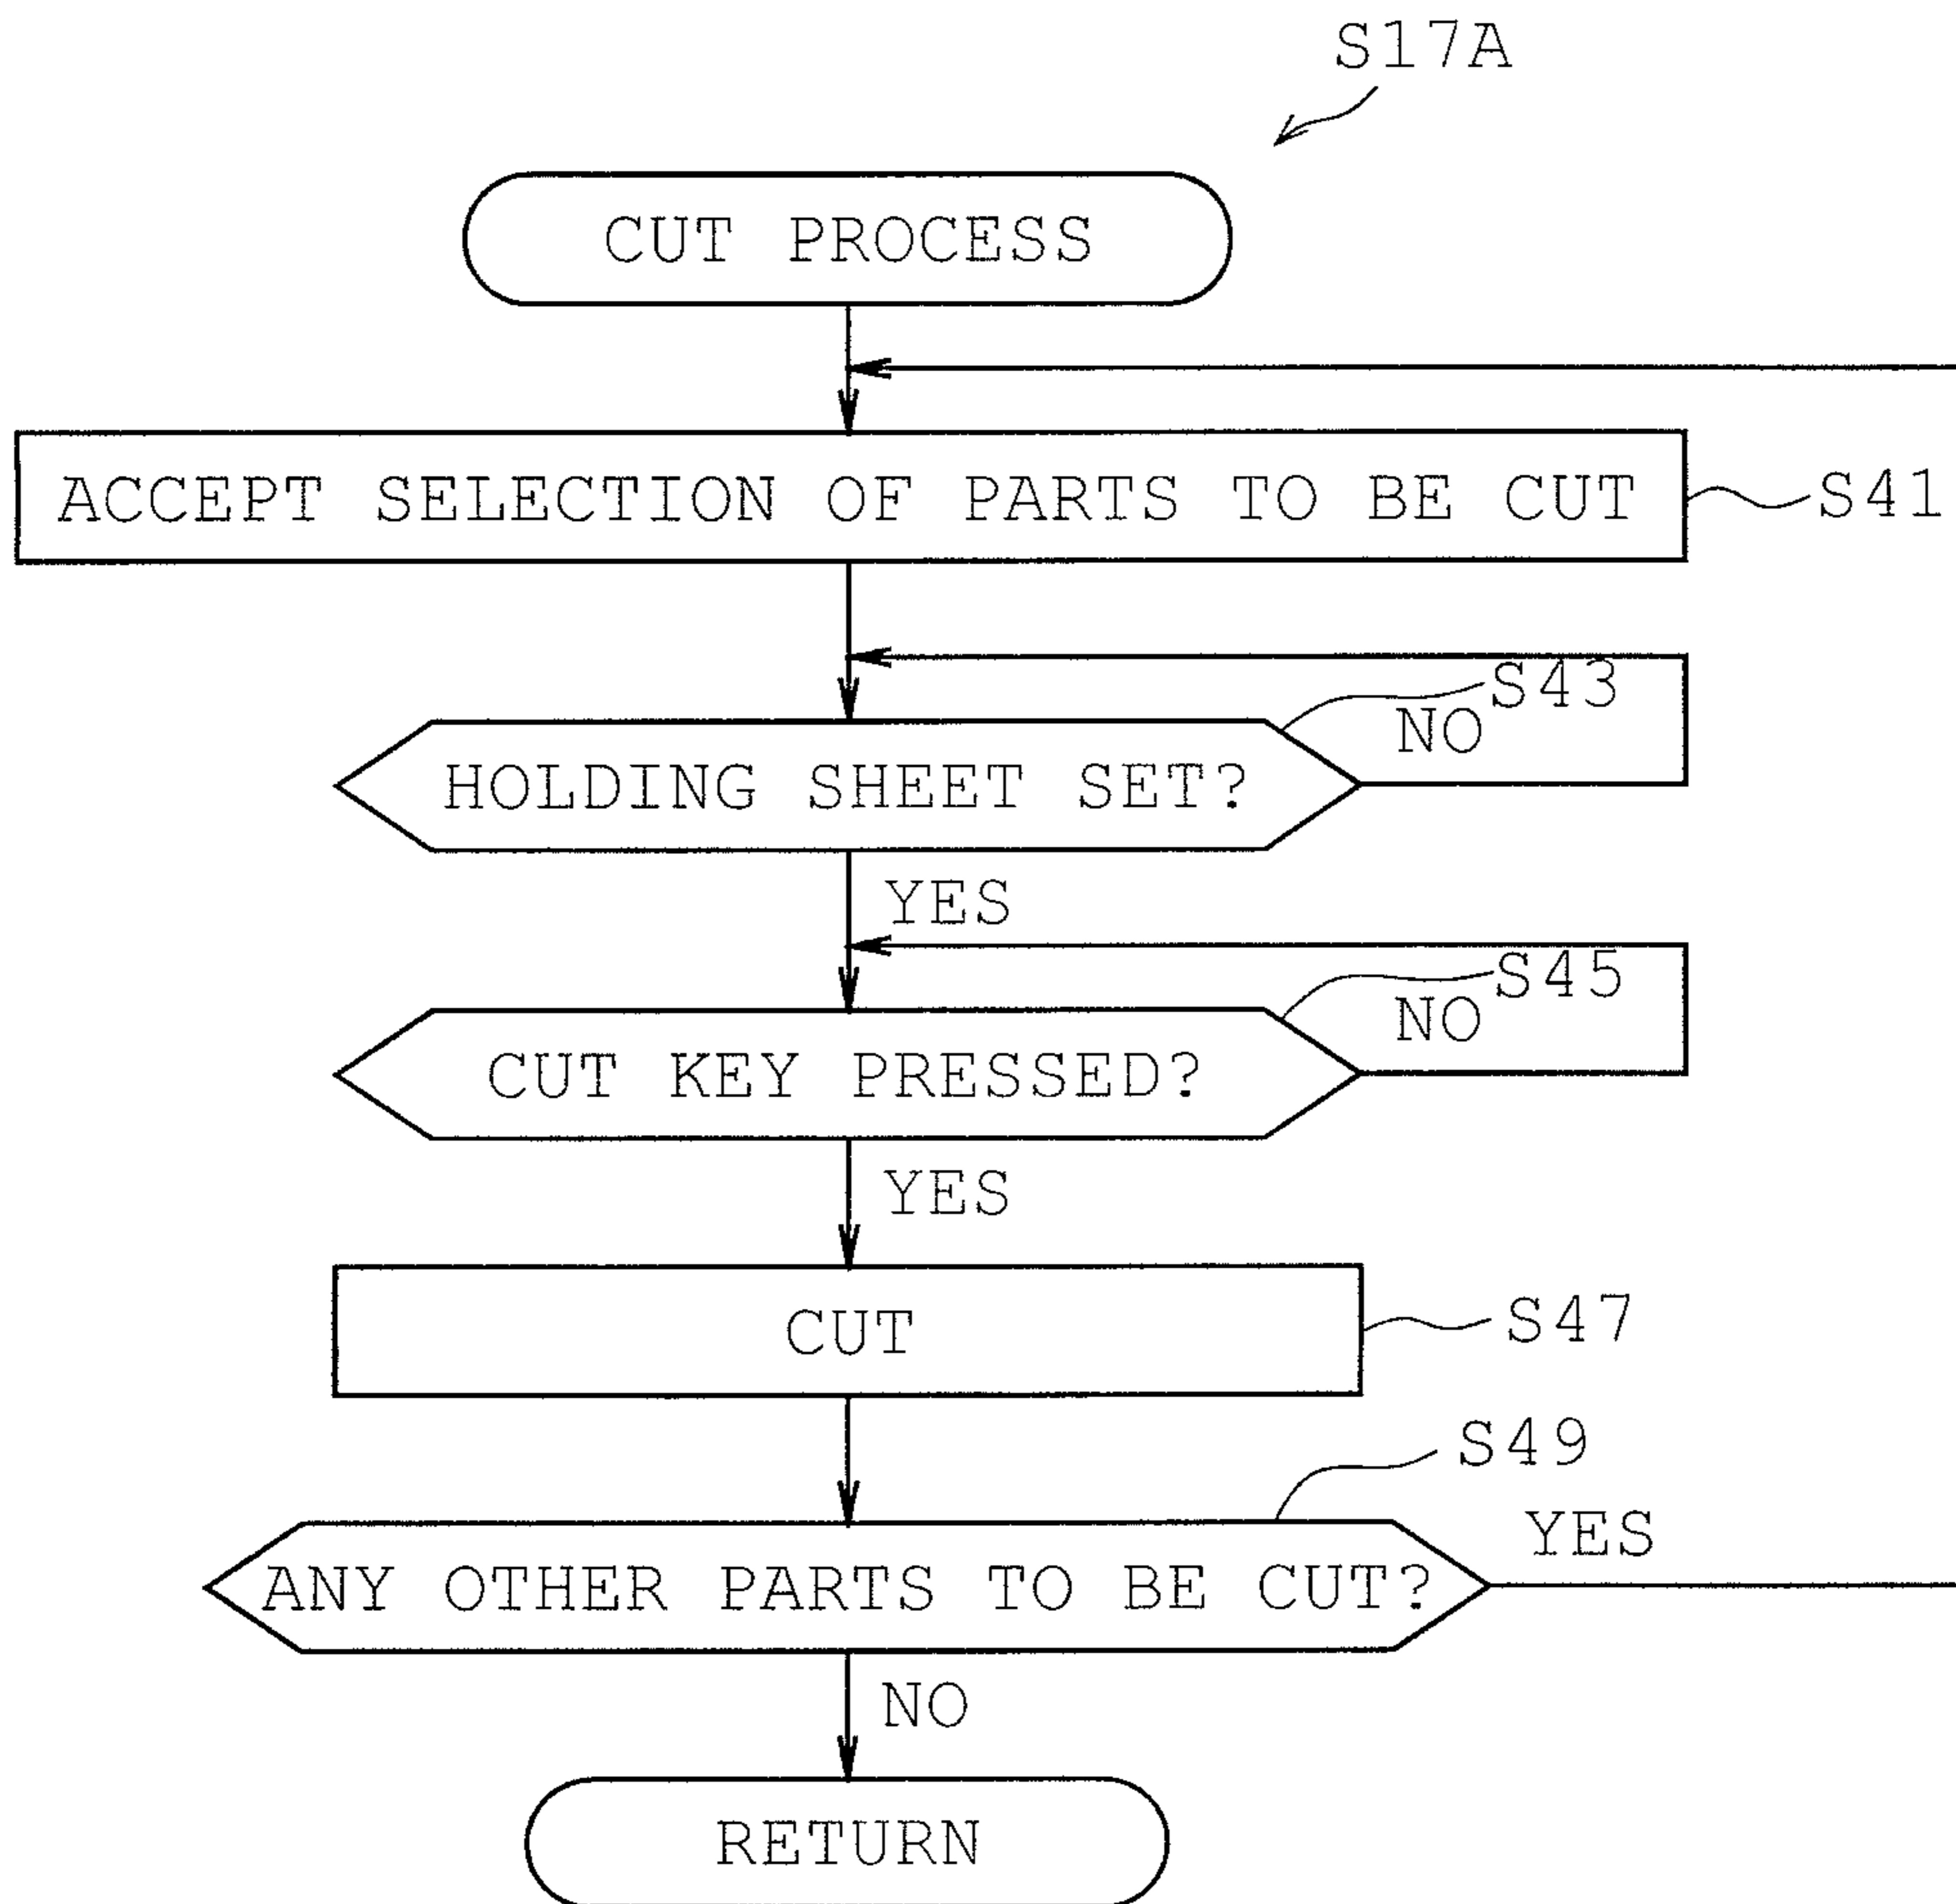 S17A
CUT PROCESS
ACCEPT SELECTION OF PARTS TO BE CUT
S41
S43
NO
HOLDING SHEET SET?
YES
S45
NO
CUT KEY PRESSED?
YES
CUT
S47
S49
YES
ANY OTHER PARTS TO BE CUT?
NO
RETURN